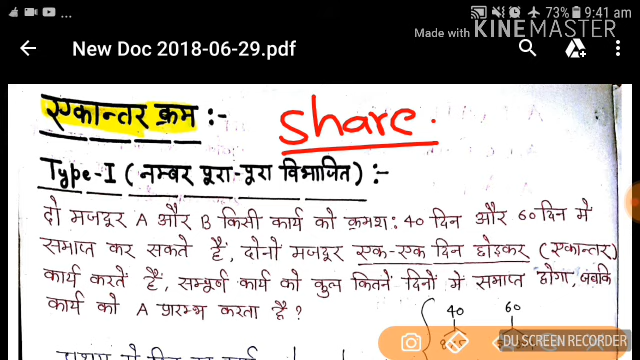 ... 73% 9:41 am
Made with KINEMASTER
New Doc 2018-06-29.pdf
एकान्तर क्रम :-
Share.
Type-I (नम्बर पूरा-पूरा विभाजित) :-
दो मजदूर A और B किसी कार्य को क्रमश: 40 दिन और 60 दिन में
समाप्त कर सकते हैं, दोनो मजदूर एक-एक दिन छोड़कर (एकान्तर)
कार्य करतें हैं, सम्पूर्ण कार्य को कुल कितने दिनों में समाप्त होगा, जबकि
कार्य को A प्रारम्भ करता है ?
40 60
DU SCREEN RECORDER